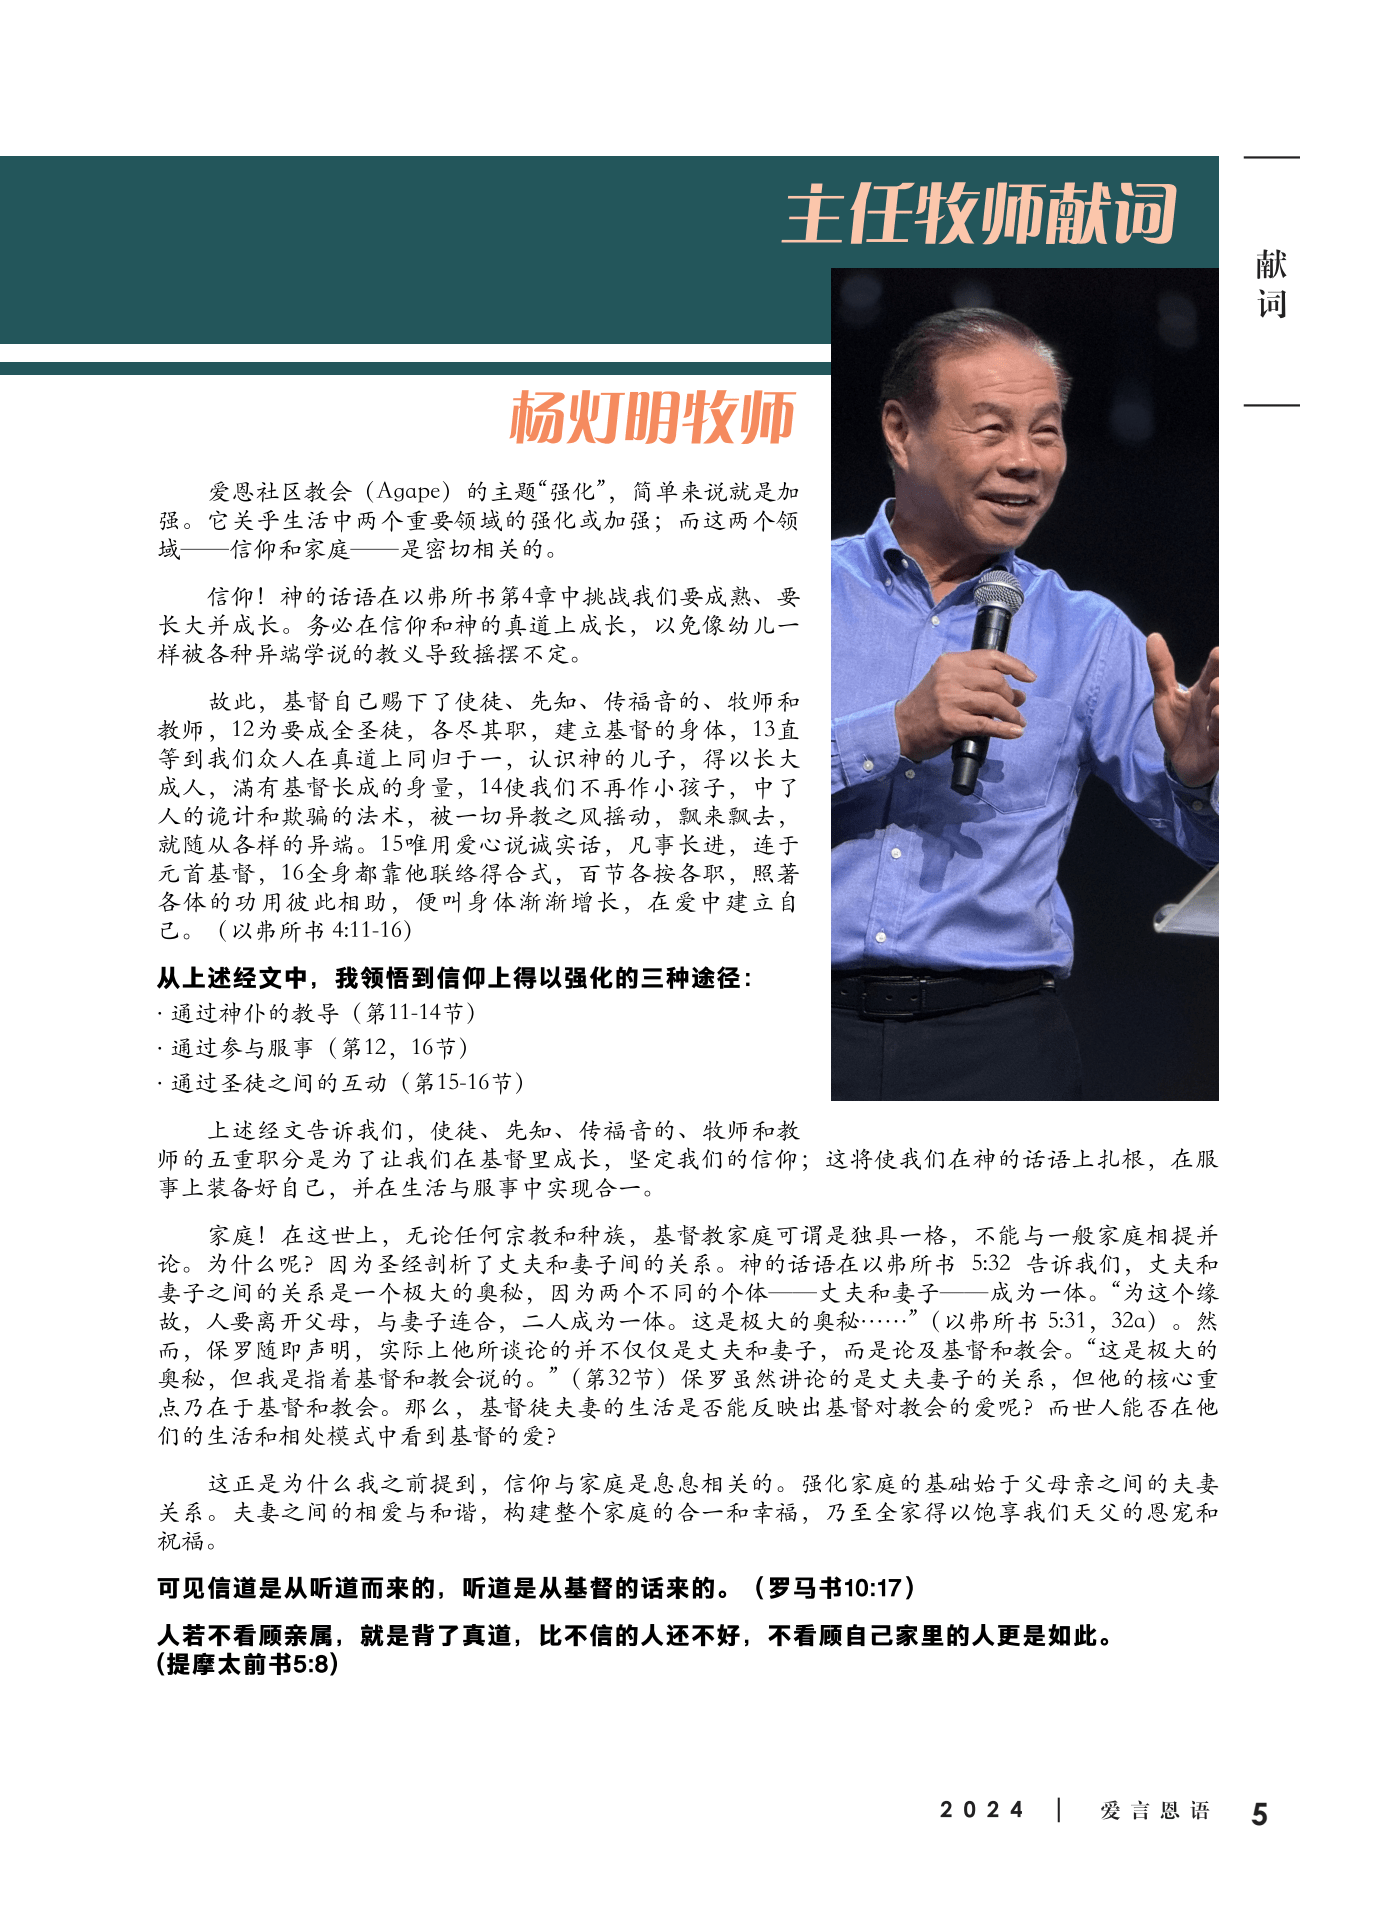 主任牧师献词
献
词
杨灯明牧师
爱恩社区教会（Agape）的主题“强化”，简单来说就是加
强。它关乎生活中两个重要领域的强化或加强；而这两个领
域——信仰和家庭——是密切相关的。
信仰！神的话语在以弗所书第4章中挑战我们要成熟、要
长大并成长。务必在信仰和神的真道上成长，以免像幼儿一
样被各种异端学说的教义导致摇摆不定。
故此，基督自己赐下了使徒、先知、传福音的、牧师和
教师，12为要成全圣徒，各尽其职，建立基督的身体，13直
等到我们众人在真道上同归于一，认识神的儿子，得以长大
成人，满有基督长成的身量，14使我们不再作小孩子，中了
人的诡计和欺骗的法术，被一切异教之风摇动，飘来飘去，
就随从各样的异端。15唯用爱心说诚实话，凡事长进，连于
元首基督，16全身都靠他联络得合式，百节各按各职，照著
各体的功用彼此相助，便叫身体渐渐增长，在爱中建立自
己。（以弗所书 4:11-16）
从上述经文中，我领悟到信仰上得以强化的三种途径：
· 通过神仆的教导（第11-14节）
· 通过参与服事（第12，16节）
· 通过圣徒之间的互动（第15-16节）
上述经文告诉我们，使徒、先知、传福音的、牧师和教
师的五重职分是为了让我们在基督里成长，坚定我们的信仰；这将使我们在神的话语上扎根，在服
事上装备好自己，并在生活与服事中实现合一。
家庭！在这世上，无论任何宗教和种族，基督教家庭可谓是独具一格，不能与一般家庭相提并
论。为什么呢？因为圣经剖析了丈夫和妻子间的关系。神的话语在以弗所书 5:32 告诉我们，丈夫和
妻子之间的关系是一个极大的奥秘，因为两个不同的个体——丈夫和妻子——成为一体。“为这个缘
故，人要离开父母，与妻子连合，二人成为一体。这是极大的奥秘……”（以弗所书 5:31，32a）。然
而，保罗随即声明，实际上他所谈论的并不仅仅是丈夫和妻子，而是论及基督和教会。“这是极大的
奥秘，但我是指着基督和教会说的。”（第32节）保罗虽然讲论的是丈夫妻子的关系，但他的核心重
点乃在于基督和教会。那么，基督徒夫妻的生活是否能反映出基督对教会的爱呢？而世人能否在他
们的生活和相处模式中看到基督的爱？
这正是为什么我之前提到，信仰与家庭是息息相关的。强化家庭的基础始于父母亲之间的夫妻
关系。夫妻之间的相爱与和谐，构建整个家庭的合一和幸福，乃至全家得以饱享我们天父的恩宠和
祝福。
可见信道是从听道而来的，听道是从基督的话来的。（罗马书10:17）
人若不看顾亲属，就是背了真道，比不信的人还不好，不看顾自己家里的人更是如此。
(提摩太前书5:8)
2024 | 爱言恩语 5